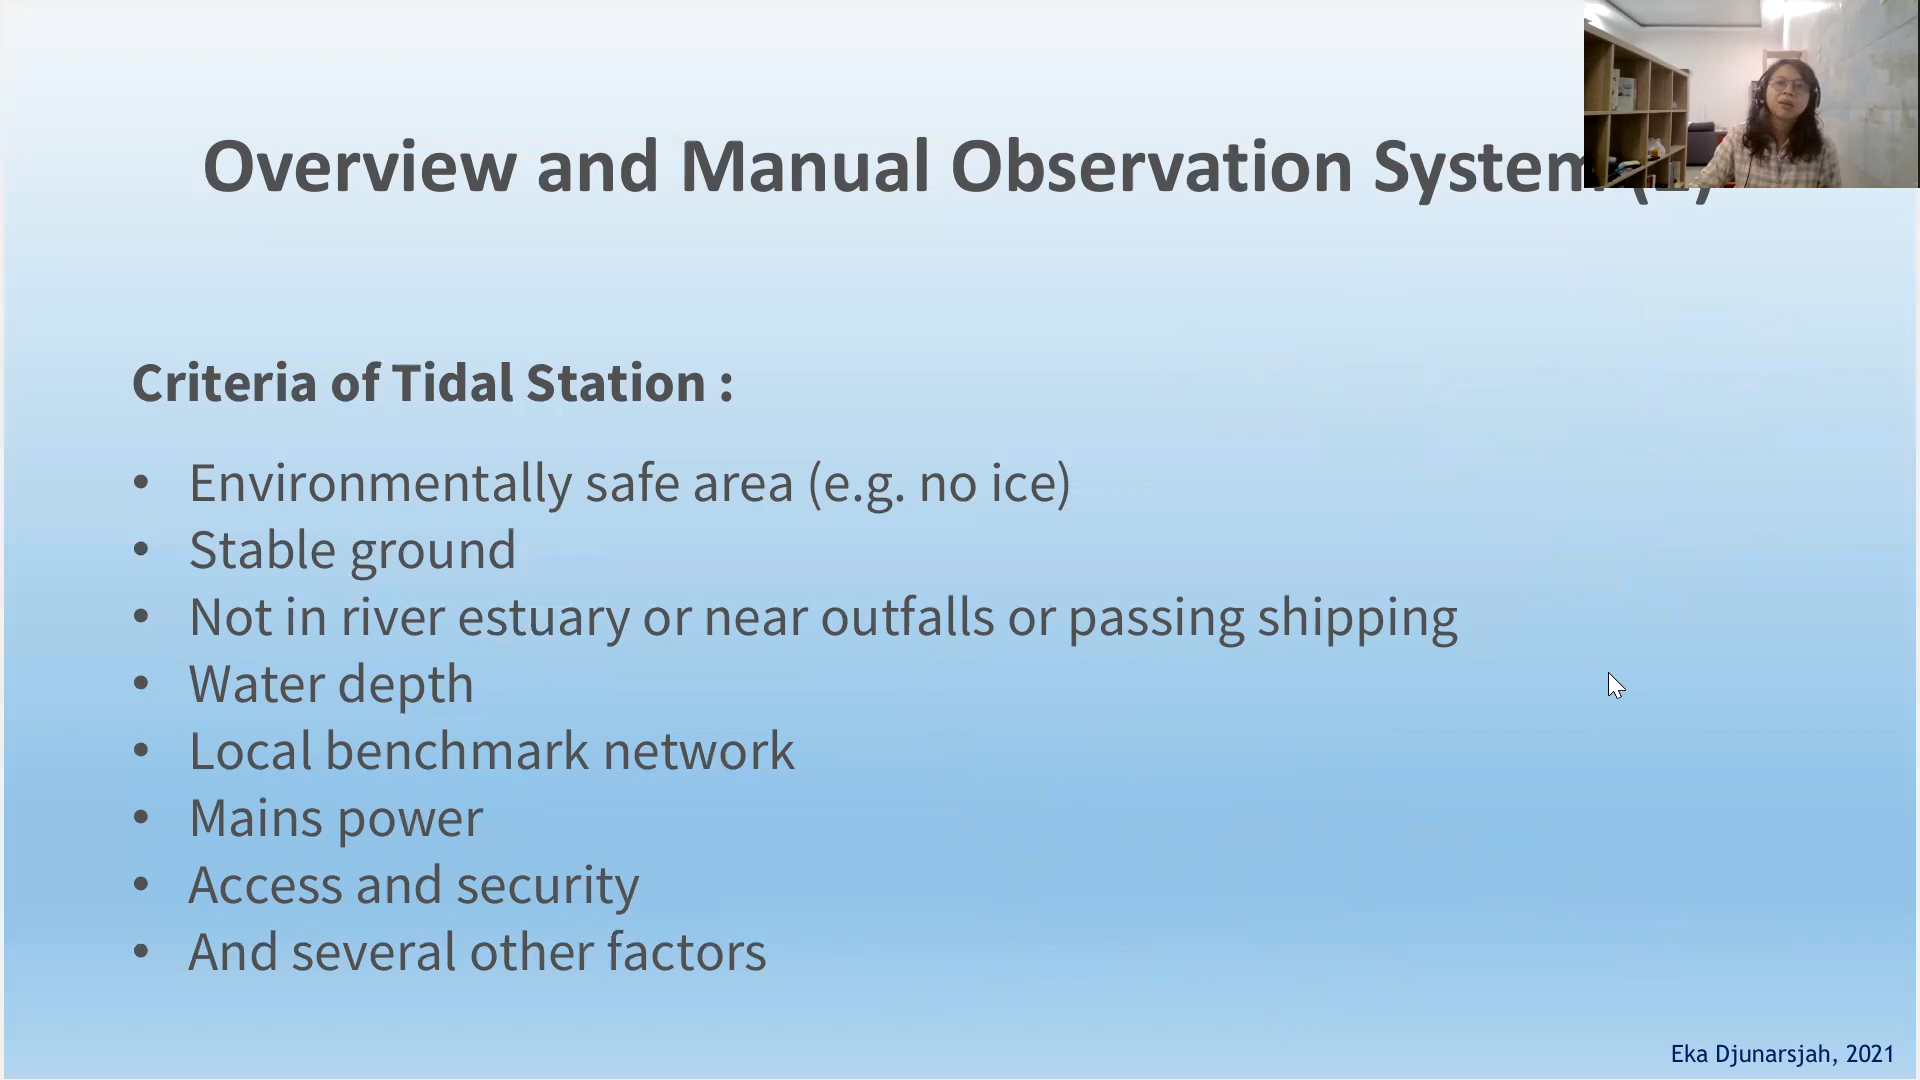 Overview and Manual Observation System
Criteria of Tidal Station :
• Environmentally safe area (e.g. no ice)
• Stable ground
• Not in river estuary or near outfalls or passing shipping
• Water depth
• Local benchmark network
• Mains power
• Access and security
• And several other factors
Eka Djunarsjah, 2021